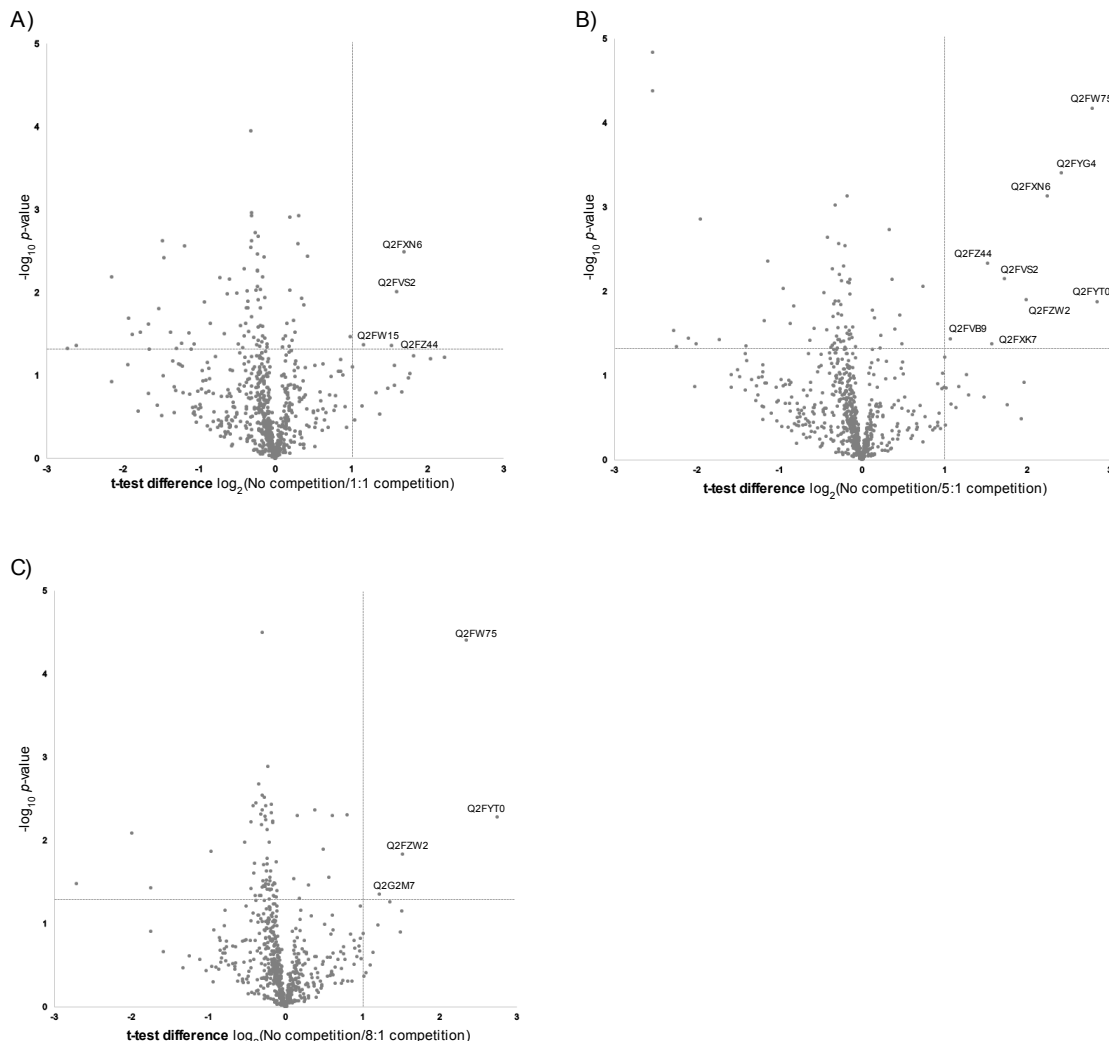 A)
5
4
3
2
1
0
-3
-2
-1
0
1
2
3
-log10 p-value
Q2FXN6
Q2FVS2
Q2FW15
Q2FZ44
t-test difference log2(No competition/1:1 competition)
B)
5
4
3
2
1
0
-3
-2
-1
0
1
2
3
-log10 p-value
Q2FW75
Q2FYG4
Q2FXN6
Q2FZ44
Q2FVS2
Q2FYT0
Q2FZW2
Q2FVB9
Q2FXK7
t-test difference log2(No competition/5:1 competition)
C)
5
4
3
2
1
0
-3
-2
-1
0
1
2
3
-log10 p-value
Q2FW75
Q2FYT0
Q2FZW2
Q2G2M7
t-test difference log2(No competition/8:1 competition)